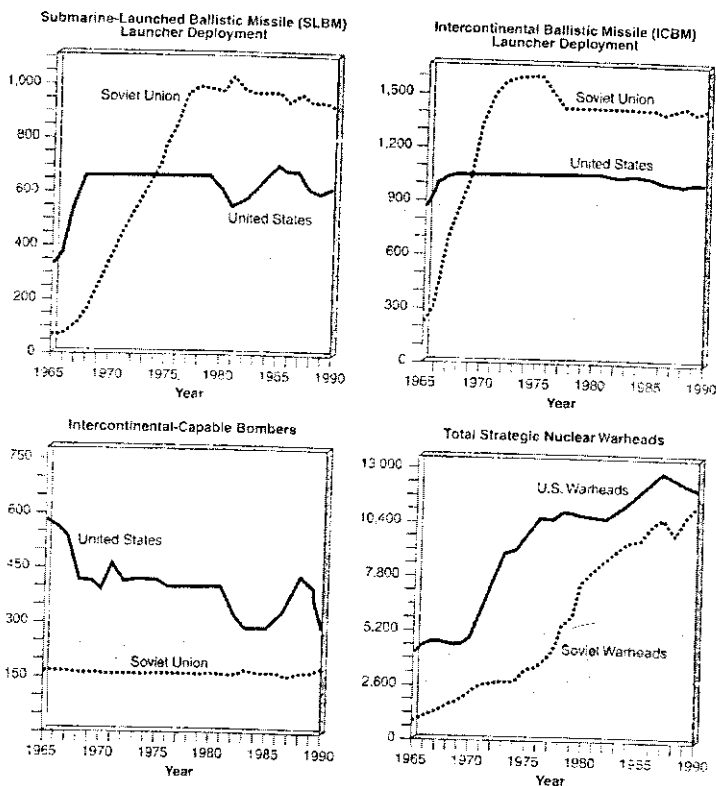 Submarine-Launched Ballistic Missile (SLBM)
Launcher Deployment
1,000
800
600
400
200
0
Soviet Union
United States
1965
1970
1975
1980
1985
1990
Year
Intercontinental Ballistic Missile (ICBM)
Launcher Deployment
1,500
1,200
900
600
300
0
Soviet Union
United States
1965
1970
1975
1980
1985
1990
Year
Intercontinental-Capable Bombers
750
600
450
300
150
0
United States
Soviet Union
1965
1970
1975
1980
1985
1990
Year
Total Strategic Nuclear Warheads
13,000
10,400
7,800
5,200
2,600
0
U.S. Warheads
Soviet Warheads
1965
1970
1975
1980
1985
1990
Year